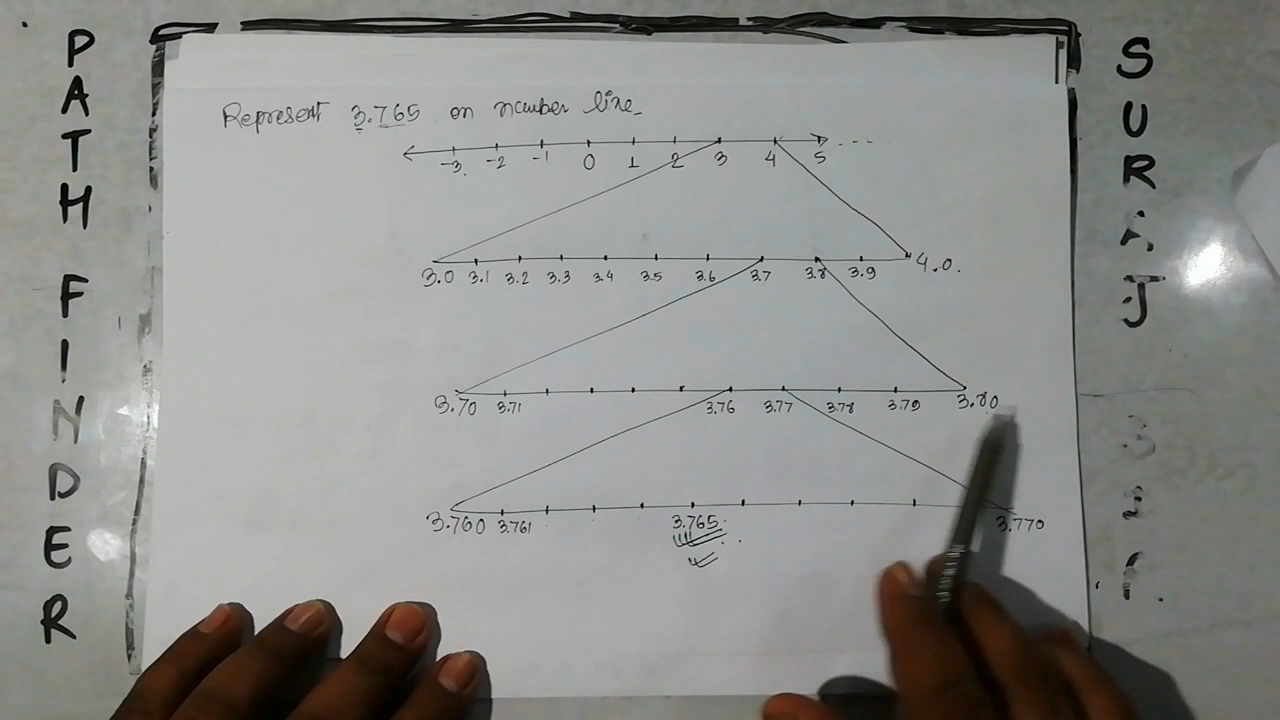 PATH FINDER
Represent 3.765 on number line
-3 -2 -1 0 1 2 3 4 5 ....
3.0 3.1 3.2 3.3 3.4 3.5 3.6 3.7 3.8 3.9 4.0.
3.70 3.71 3.76 3.77 3.78 3.79 3.80
3.760 3.761 3.765 3.770